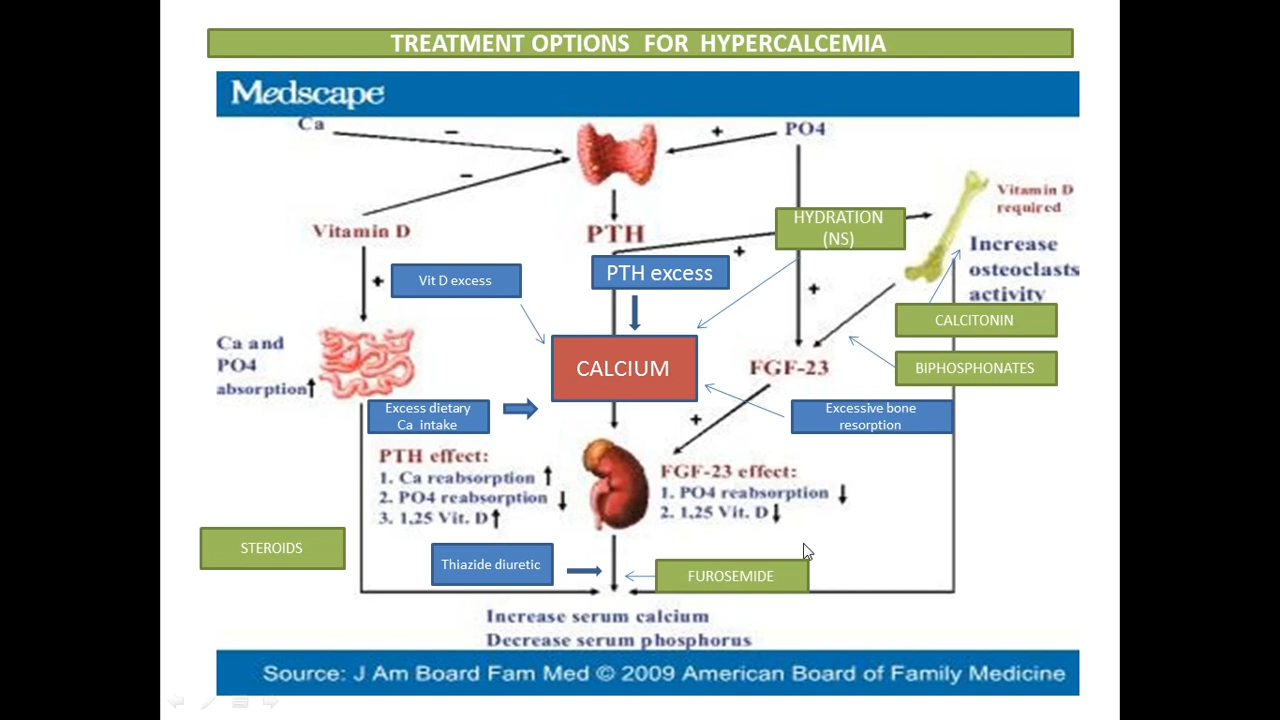 TREATMENT OPTIONS FOR HYPERCALCEMIA
Medscape
Ca
−
+
PO4
−
Vitamin D
PTH
HYDRATION
(NS)
Vitamin D
required
+
Increase
osteoclasts
activity
+
Vit D excess
PTH excess
+
CALCITONIN
Ca and
PO4
absorption↑
CALCIUM
FGF-23
BIPHOSPHONATES
Excess dietary
Ca intake
+
Excessive bone
resorption
PTH effect:
1. Ca reabsorption ↑
2. PO4 reabsorption ↓
3. 1,25 Vit. D↑
FGF-23 effect:
1. PO4 reabsorption ↓
2. 1,25 Vit. D↓
STEROIDS
Thiazide diuretic
FUROSEMIDE
Increase serum calcium
Decrease serum phosphorus
Source: J Am Board Fam Med © 2009 American Board of Family Medicine